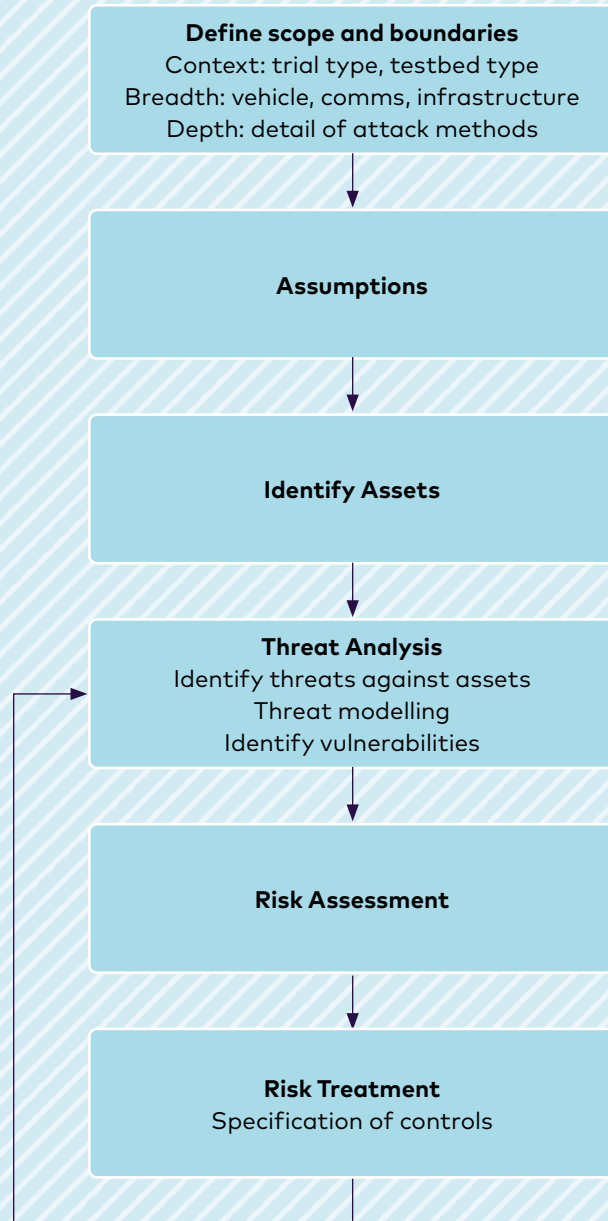 Define scope and boundaries
Context: trial type, testbed type
Breadth: vehicle, comms, infrastructure
Depth: detail of attack methods
Assumptions
Identify Assets
Threat Analysis
Identify threats against assets
Threat modelling
Identify vulnerabilities
Risk Assessment
Risk Treatment
Specification of controls